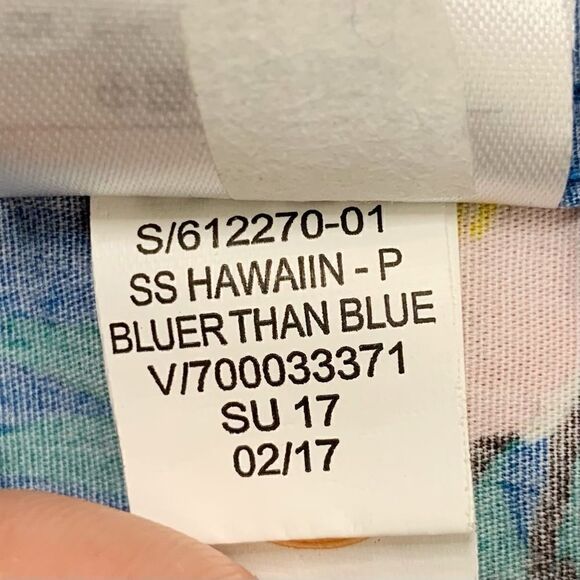 S/612270-01
SS HAWAIIN - P
BLUER THAN BLUE
V/700033371
SU 17
02/17